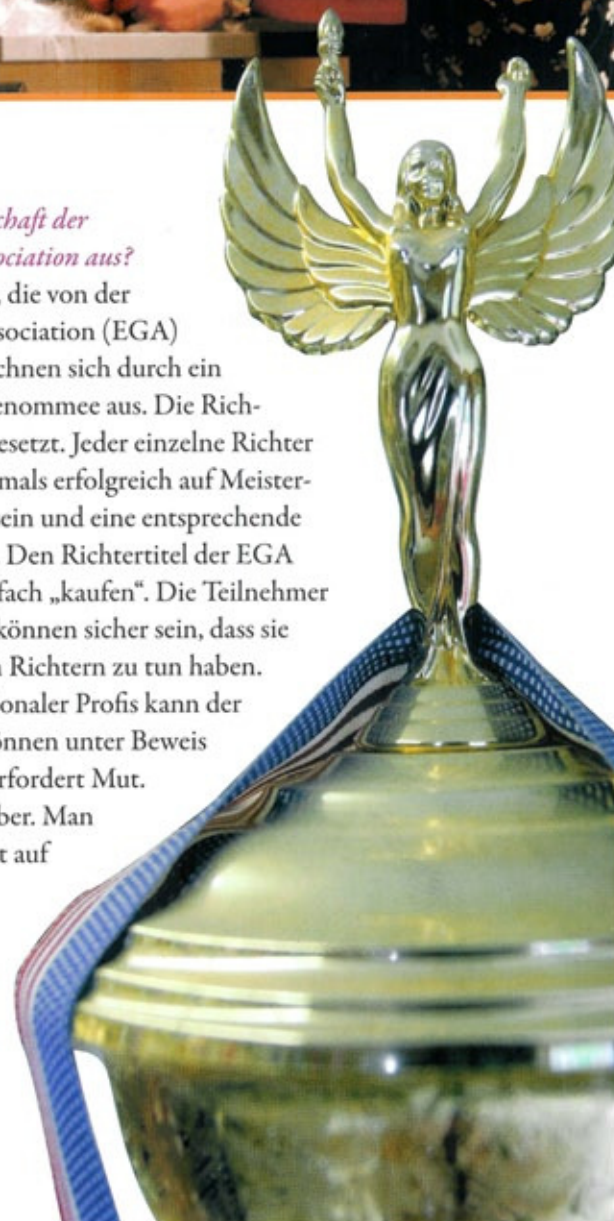 chaft der
ociation aus?
, die von der
sociation (EGA)
chnen sich durch ein
enommee aus. Die Rich-
esetzt. Jeder einzelne Richter
mals erfolgreich auf Meister-
ein und eine entsprechende
. Den Richtertitel der EGA
fach „kaufen“. Die Teilnehmer
können sicher sein, dass sie
n Richtern zu tun haben.
onaler Profis kann der
önnen unter Beweis
rfordert Mut.
ber. Man
t auf